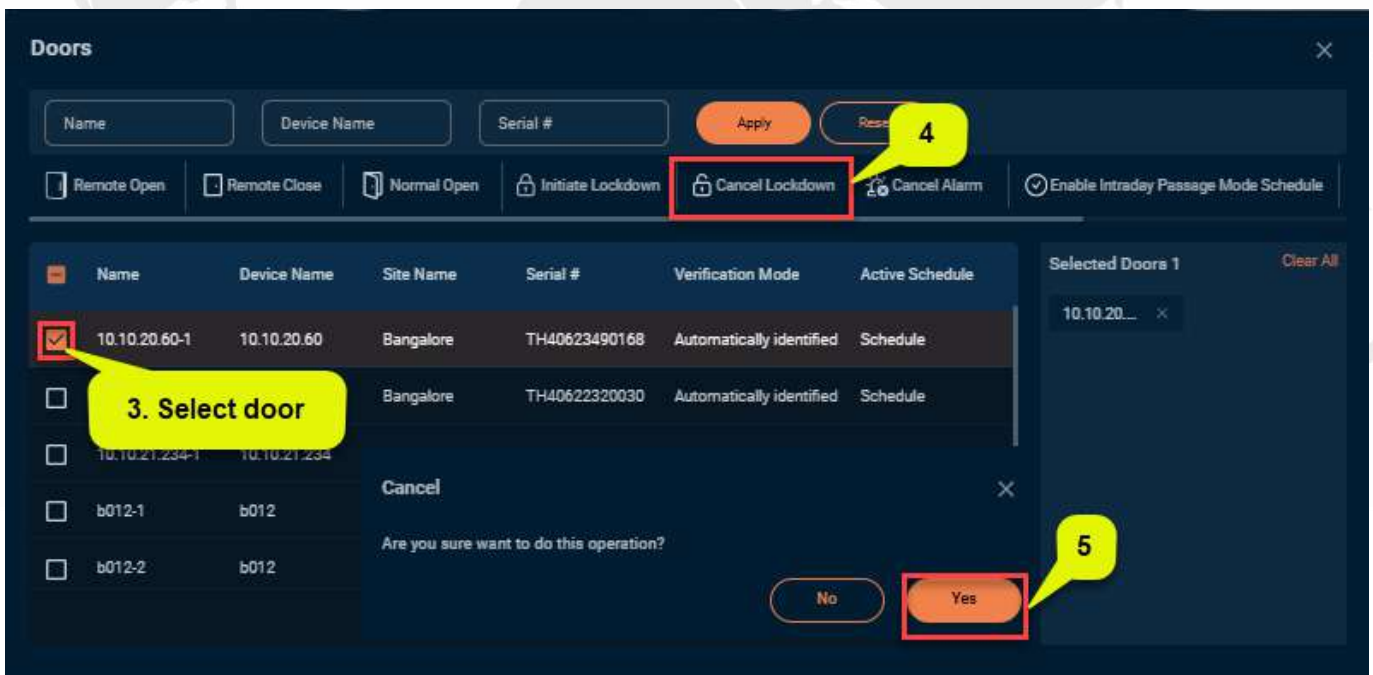 Doors
Name Device Name Serial # Apply
4
Remote Open Remote Close Normal Open Initiate Lockdown Cancel Lockdown Cancel Alarm Enable Intraday Passage Mode Schedule
Name Device Name Site Name Serial # Verification Mode Active Schedule
Selected Doors 1 Clear All
10.10.20.... ×
10.10.20.60-1 10.10.20.60 Bangalore TH40623490168 Automatically identified Schedule
3. Select door
Bangalore TH40622320030 Automatically identified Schedule
10.10.21.234-1 10.10.21.234
b012-1 b012
b012-2 b012
Cancel
Are you sure want to do this operation?
No Yes
5